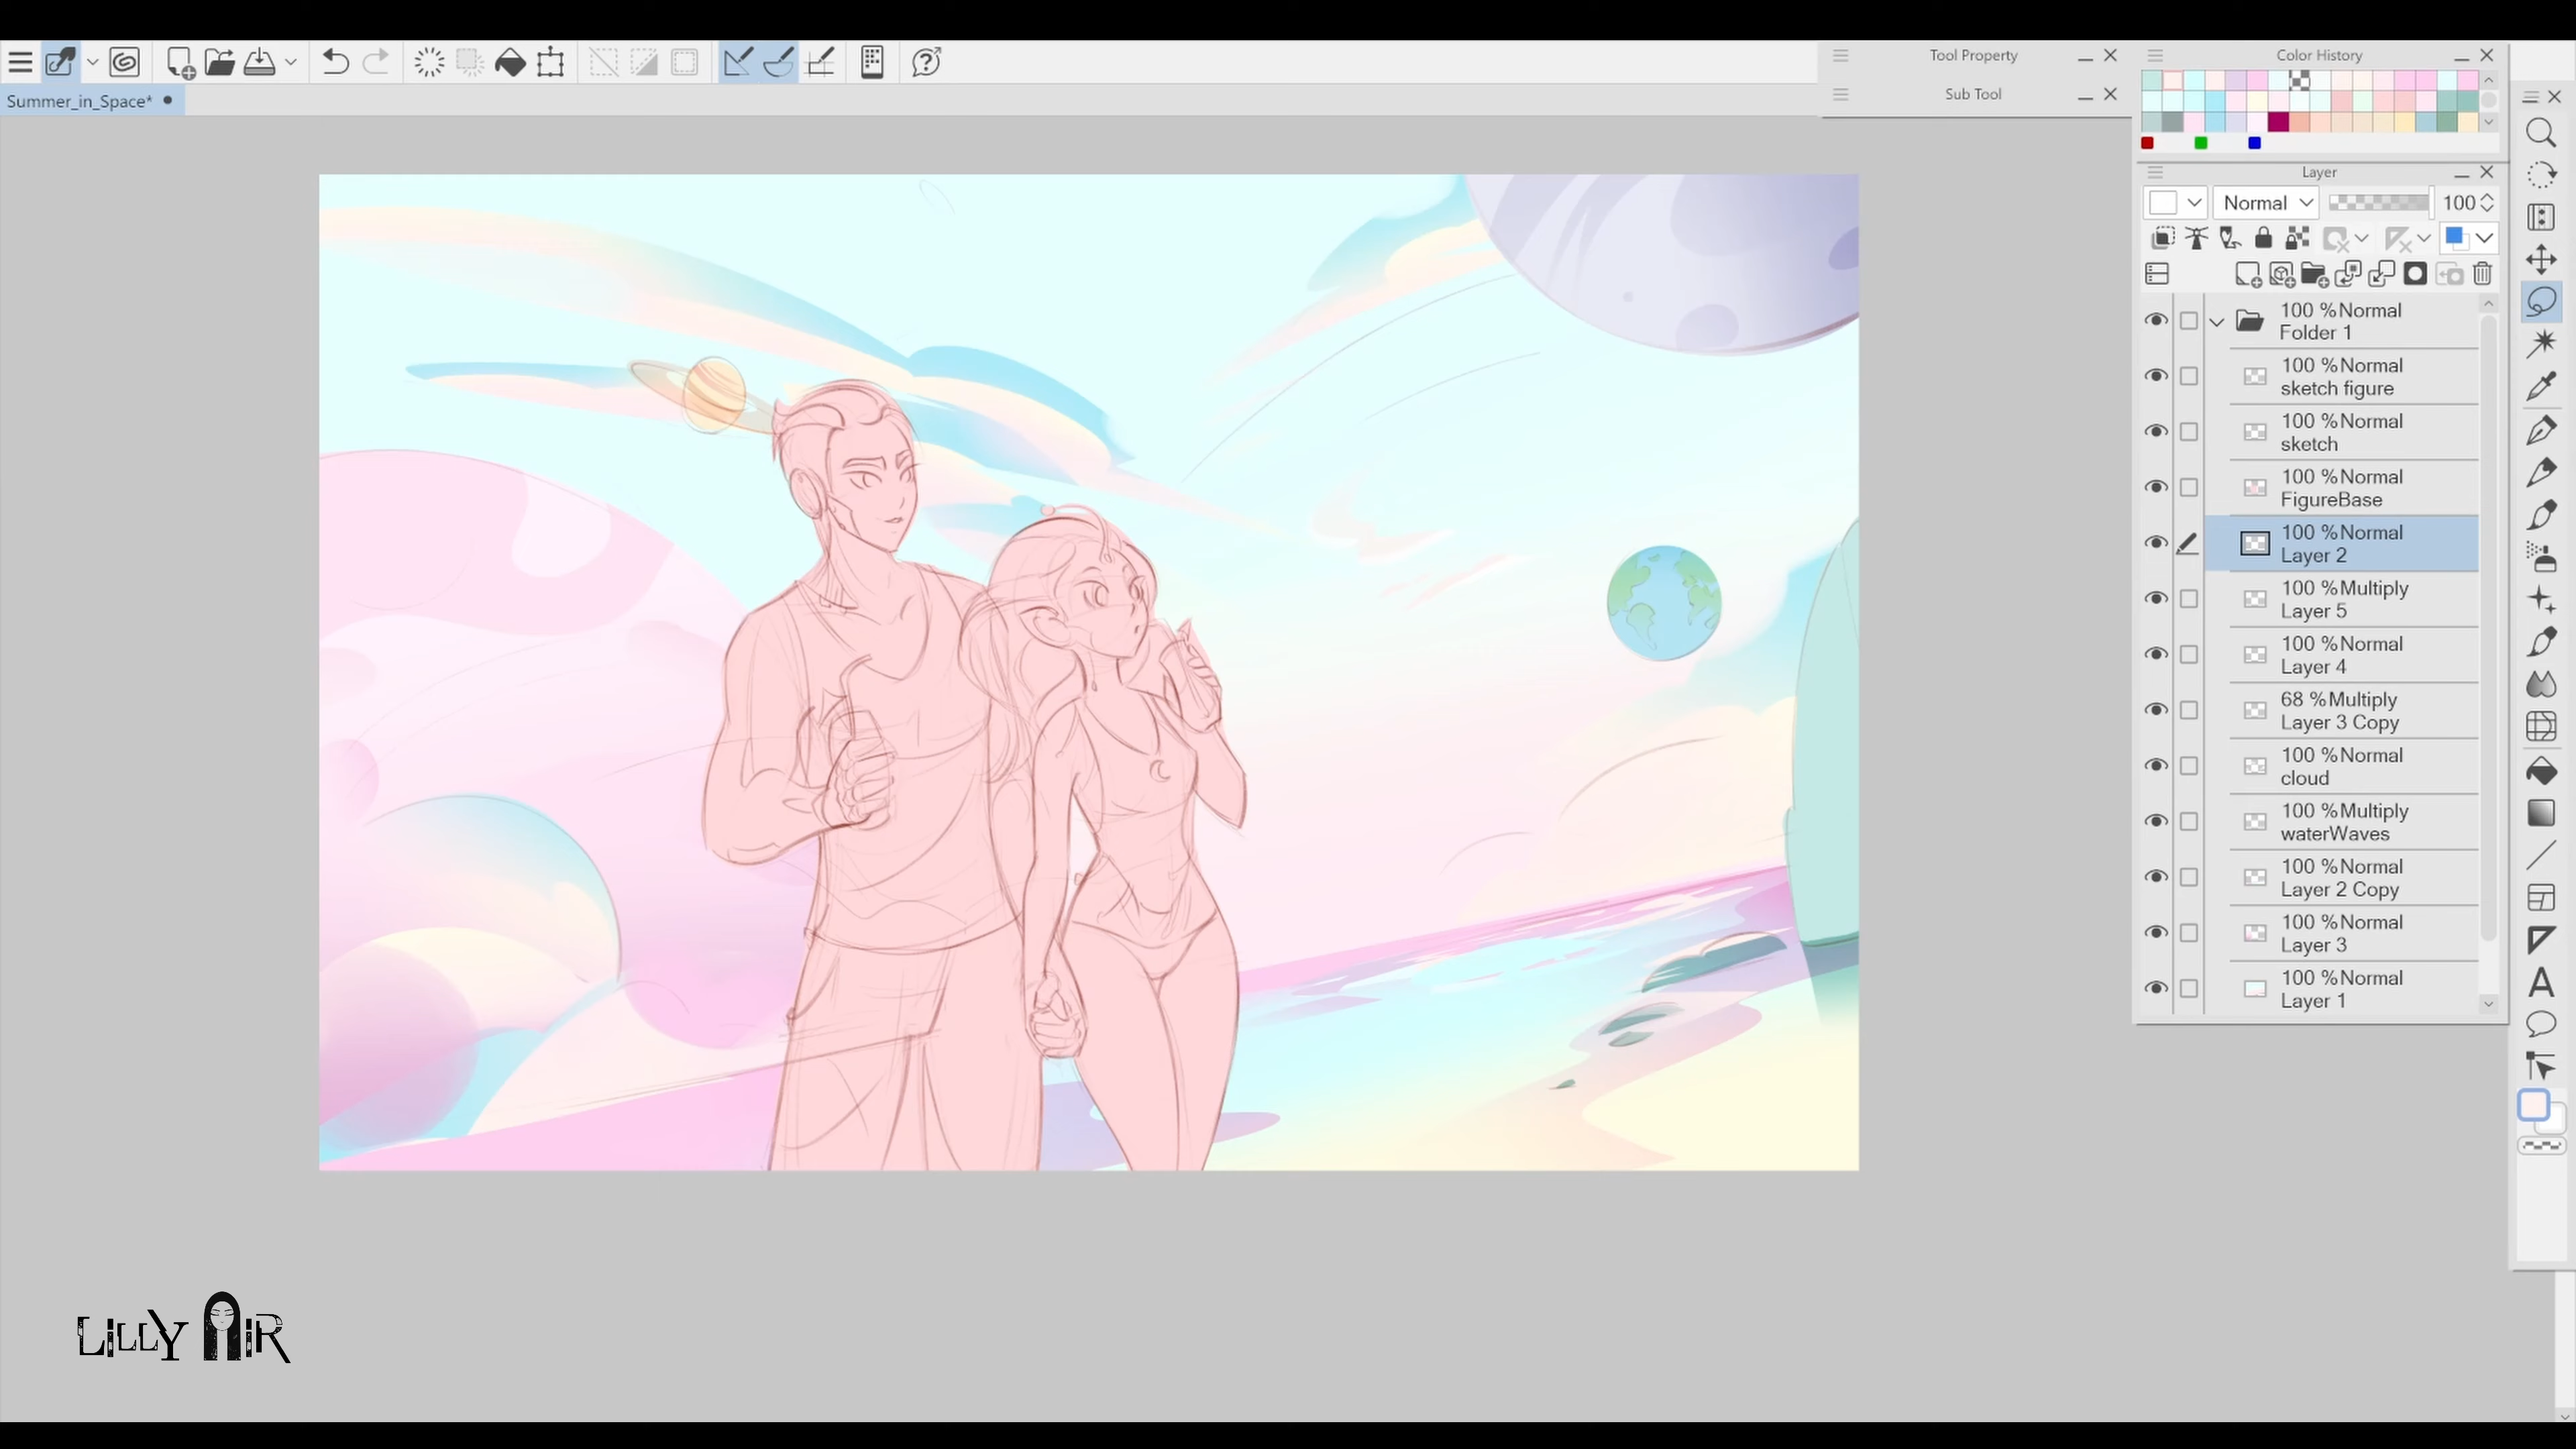 Tool Property
Color History
Summer_in_Space*
Sub Tool
Layer
Normal
100
100 %Normal
Folder 1
100 %Normal
sketch figure
100 %Normal
sketch
100 %Normal
FigureBase
100 %Normal
Layer 2
100 %Multiply
Layer 5
100 %Normal
Layer 4
68 %Multiply
Layer 3 Copy
100 %Normal
cloud
100 %Multiply
waterWaves
100 %Normal
Layer 2 Copy
100 %Normal
Layer 3
100 %Normal
Layer 1
LILLY AIR